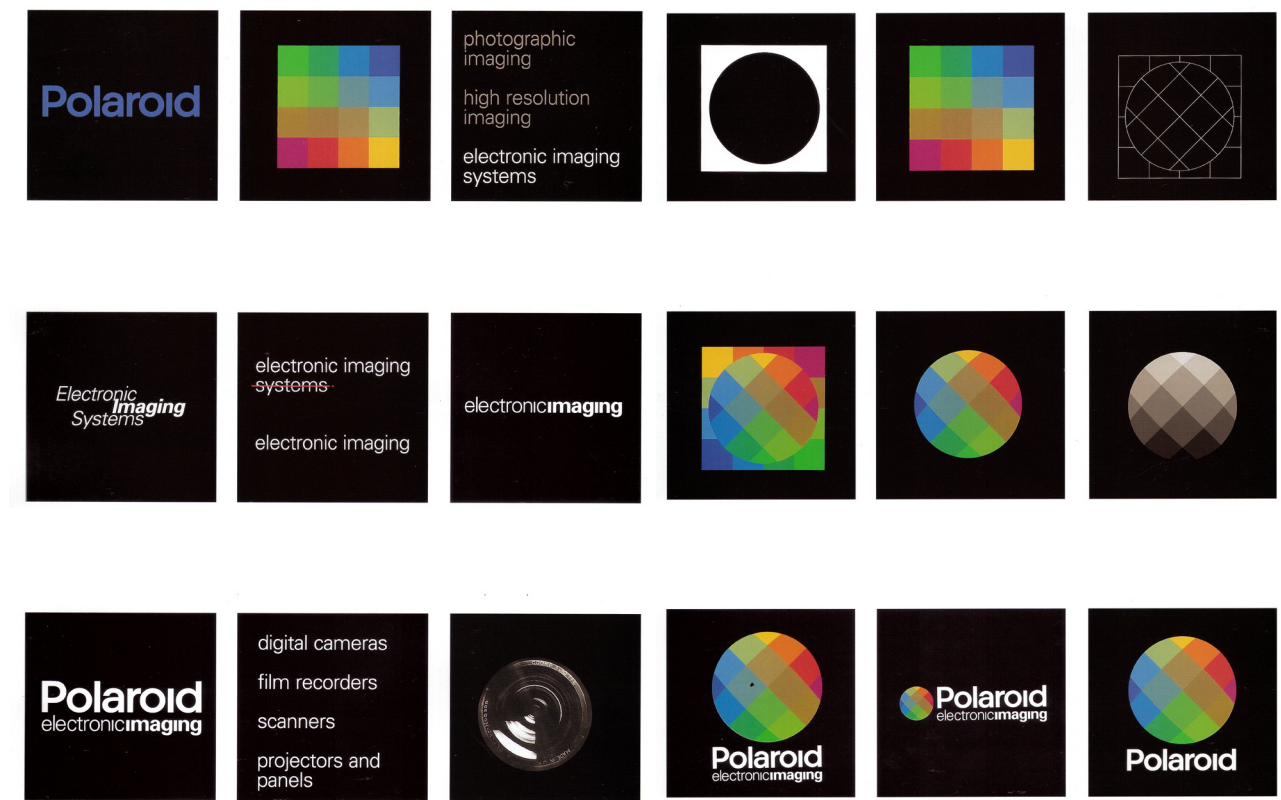 Polaroid
photographic
imaging
high resolution
imaging
electronic imaging
systems
Electronic
Imaging
Systems
electronic imaging
systems
electronic imaging
electronicimaging
Polaroid
electronicimaging
digital cameras
film recorders
scanners
projectors and
panels
Polaroid
electronicimaging
Polaroid
electronicimaging
Polaroid